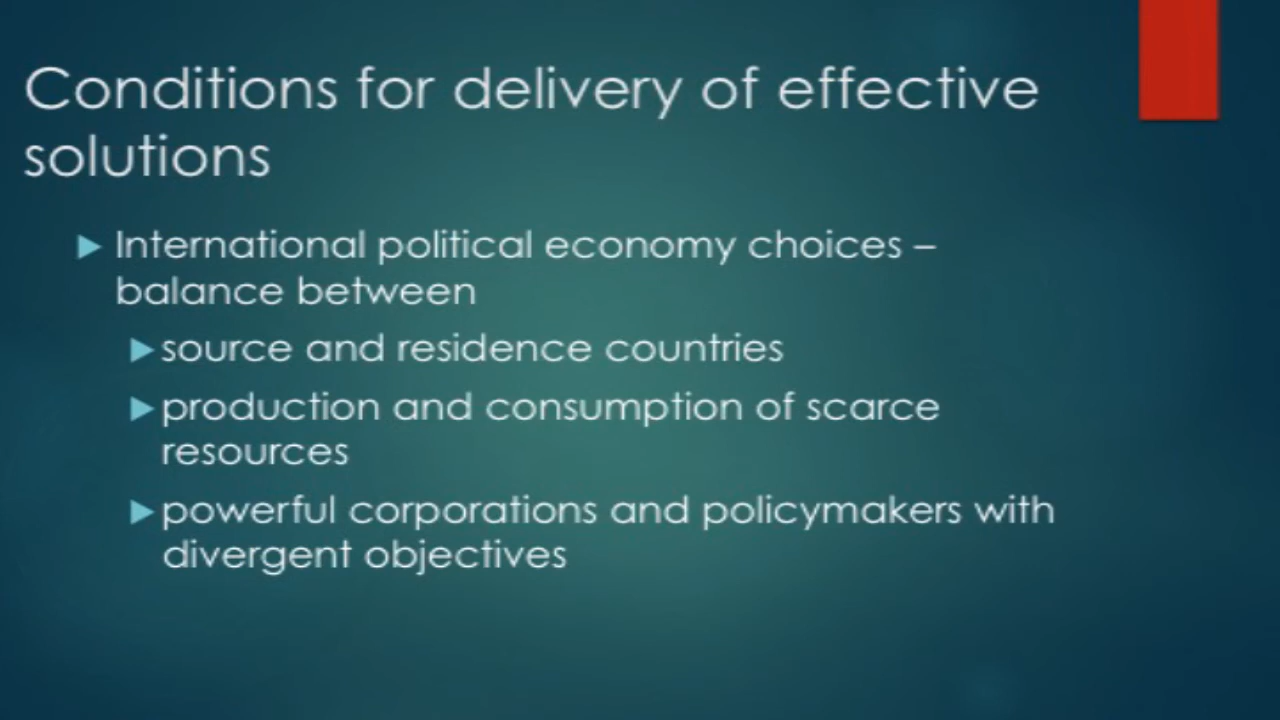 Conditions for delivery of effective
solutions
International political economy choices –
balance between
source and residence countries
production and consumption of scarce
resources
powerful corporations and policymakers with
divergent objectives